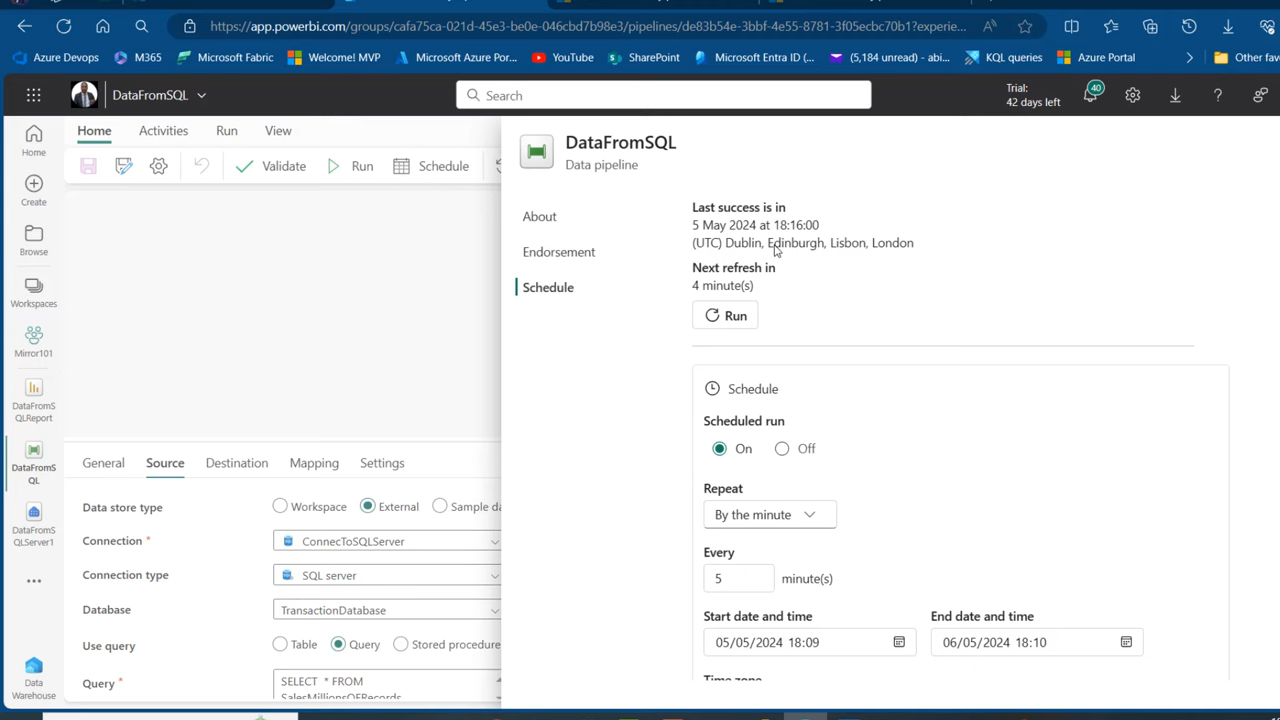 https://app.powerbi.com/groups/cafa75ca-021d-45e3-be0e-046cbd7b98e3/pipelines/de83b54e-3bbf-4e55-8781-3f05ecbc70b1?experie...
Azure Devops
M365
Microsoft Fabric
Welcome! MVP
Microsoft Azure Por...
YouTube
SharePoint
Microsoft Entra ID (...
(5,184 unread) - abi...
KQL queries
Azure Portal
Other fav
DataFromSQL
Search
Trial:
42 days left
40
Home
Activities
Run
View
Validate
Run
Schedule
Home
Create
Browse
Workspaces
Mirror101
DataFromS
QLReport
DataFromS
QL
DataFromS
QLServer1
Data
Warehouse
General
Source
Destination
Mapping
Settings
Data store type
Workspace
External
Sample da
Connection *
ConnecToSQLServer
Connection type
SQL server
Database
TransactionDatabase
Use query
Table
Query
Stored procedure
Query *
SELECT * FROM
SalesMillionsOFRecords
DataFromSQL
Data pipeline
About
Endorsement
Schedule
Last success is in
5 May 2024 at 18:16:00
(UTC) Dublin, Edinburgh, Lisbon, London
Next refresh in
4 minute(s)
Run
Schedule
Scheduled run
On
Off
Repeat
By the minute
Every
5
minute(s)
Start date and time
End date and time
05/05/2024 18:09
06/05/2024 18:10
Time zone